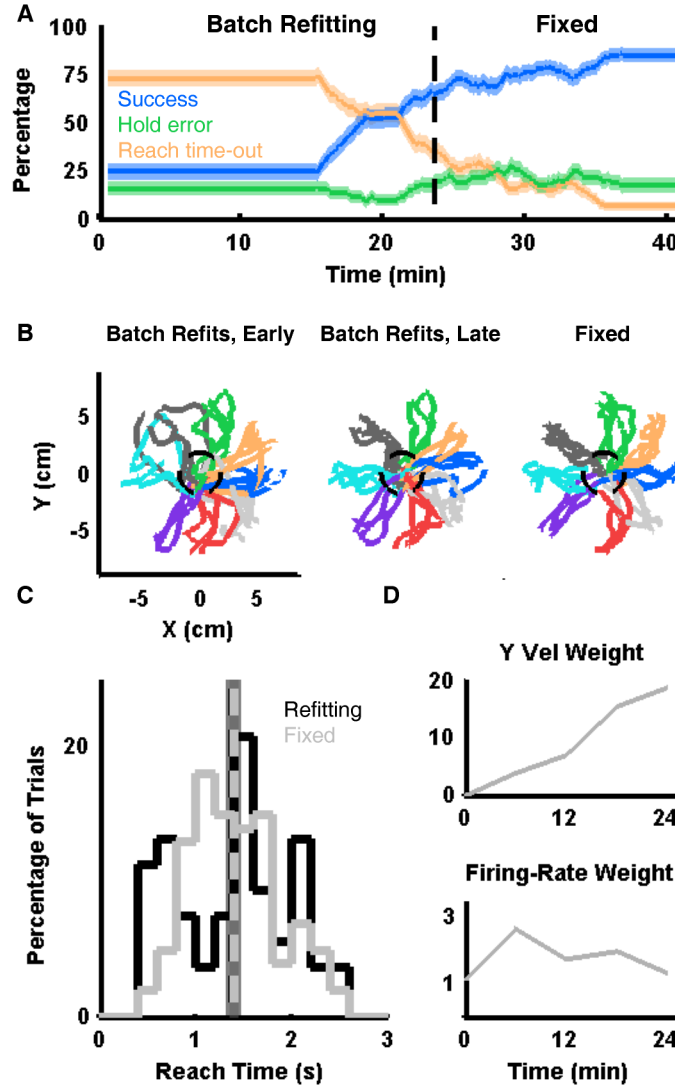 A
Batch Refitting
Fixed
100
75
50
25
0
Percentage
Success
Hold error
Reach time-out
0
10
20
30
40
Time (min)
B
Batch Refits, Early
Batch Refits, Late
Fixed
5
0
-5
Y (cm)
-5
0
5
X (cm)
C
20
0
Percentage of Trials
Refitting
Fixed
0
1
2
3
Reach Time (s)
D
Y Vel Weight
20
10
0
0
12
24
Firing-Rate Weight
3
1
0
12
24
Time (min)